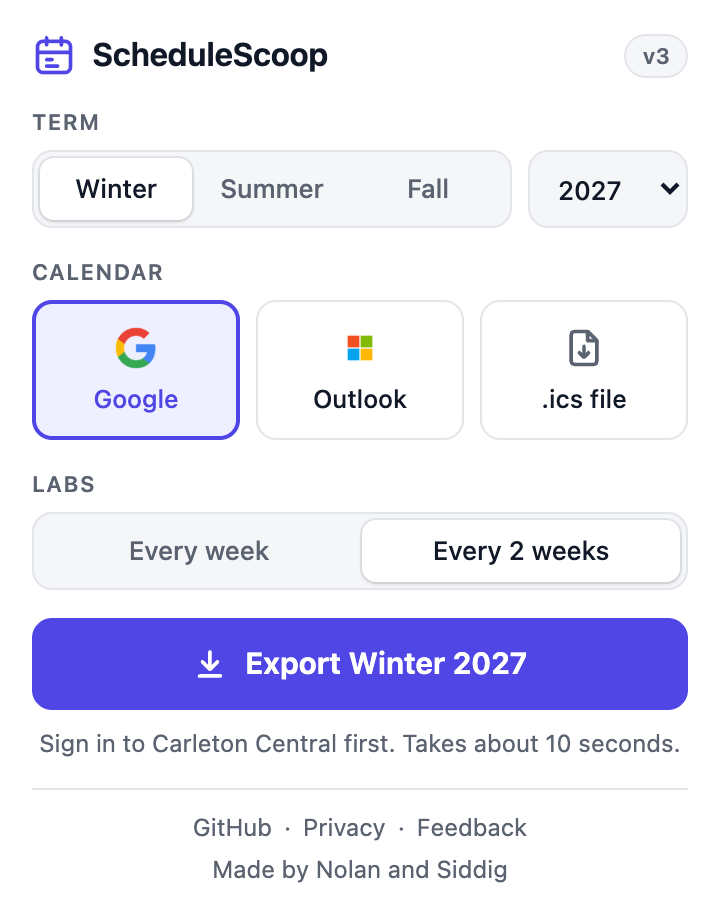 ScheduleScoop
v3
TERM
Winter Summer Fall 2027
CALENDAR
Google Outlook .ics file
LABS
Every week Every 2 weeks
Export Winter 2027
Sign in to Carleton Central first. Takes about 10 seconds.
GitHub · Privacy · Feedback
Made by Nolan and Siddig